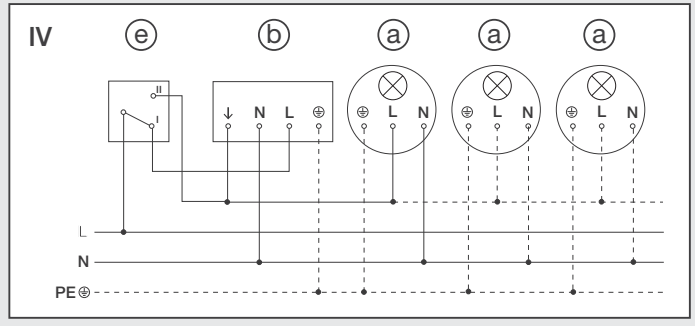 IV e b a a a
II
I
↓ N L ⏚ ⏚ L N ⏚ L N ⏚ L N
L
N
PE ⏚